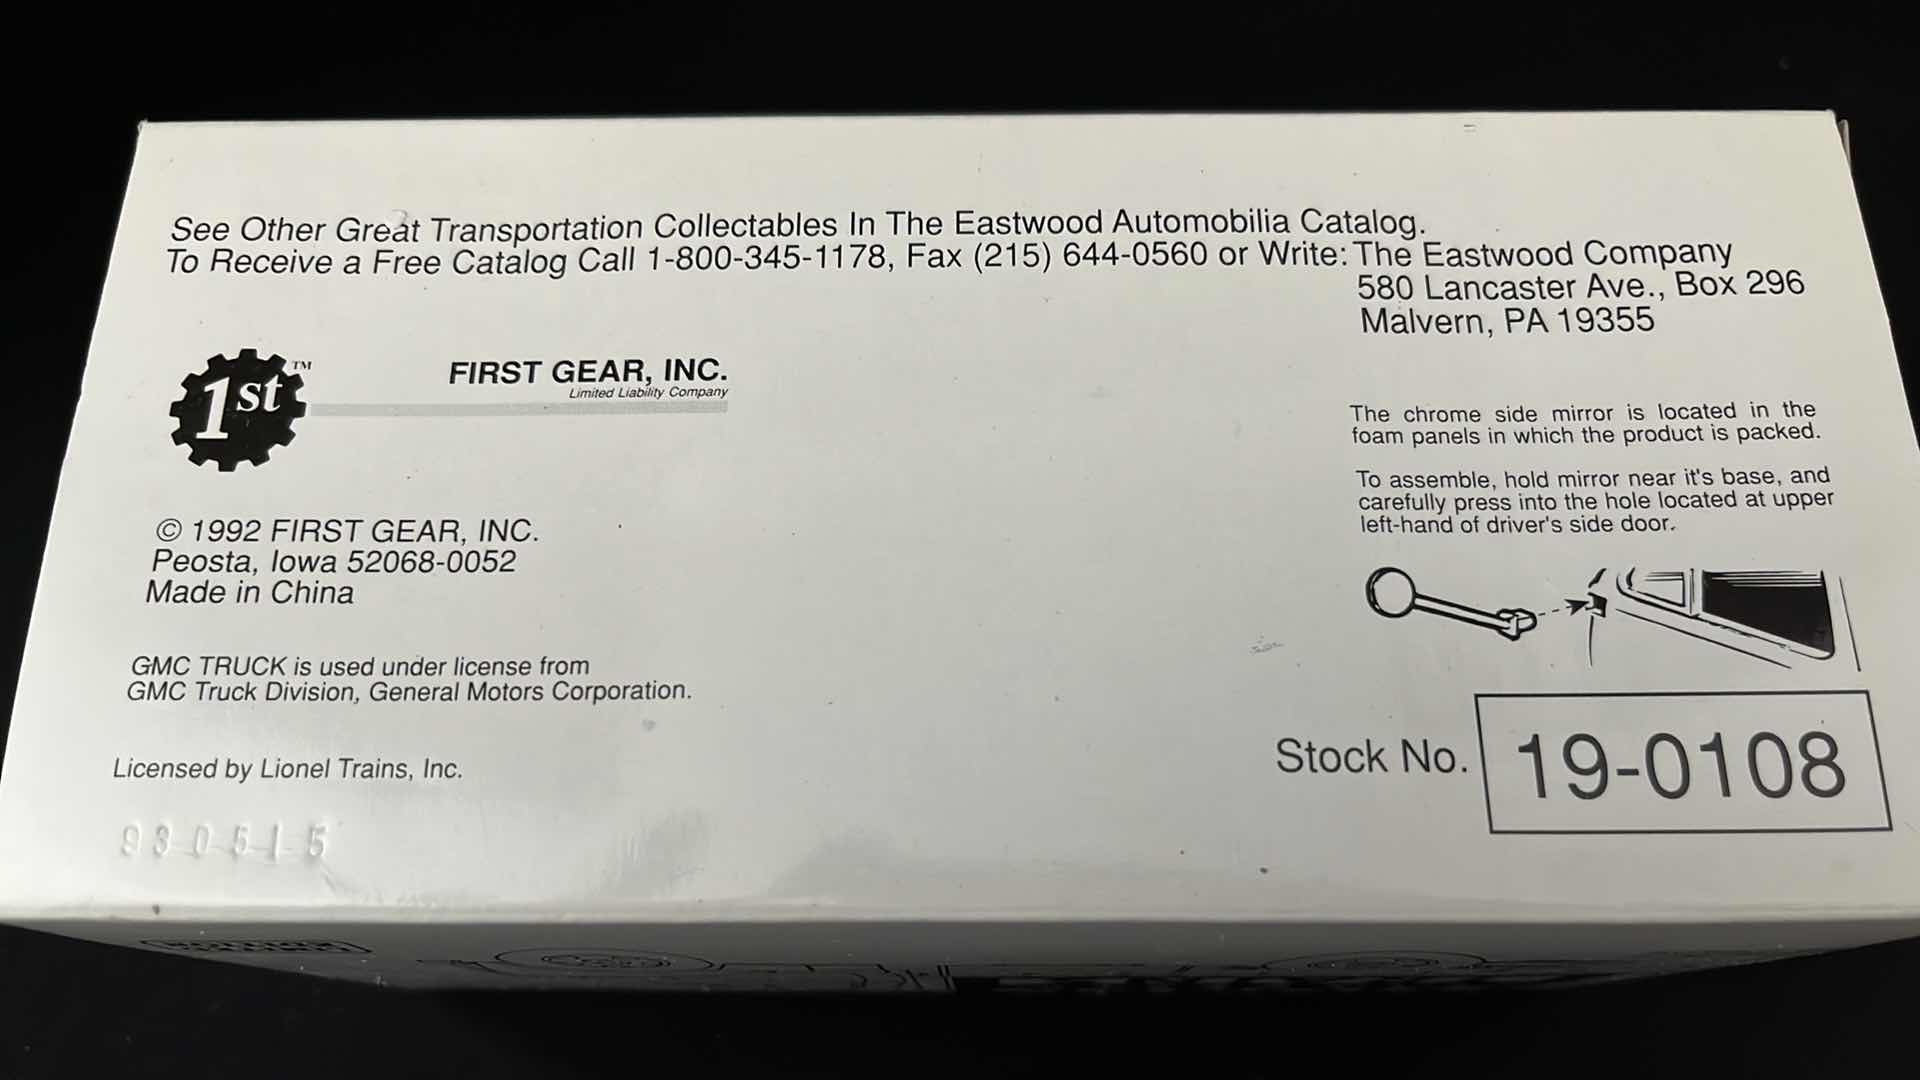 See Other Great Transportation Collectables In The Eastwood Automobilia Catalog.
To Receive a Free Catalog Call 1-800-345-1178, Fax (215) 644-0560 or Write: The Eastwood Company
580 Lancaster Ave., Box 296
Malvern, PA 19355
1st TM
FIRST GEAR, INC.
Limited Liability Company
The chrome side mirror is located in the
foam panels in which the product is packed.
To assemble, hold mirror near it's base, and
carefully press into the hole located at upper
left-hand of driver's side door.
© 1992 FIRST GEAR, INC.
Peosta, Iowa 52068-0052
Made in China
GMC TRUCK is used under license from
GMC Truck Division, General Motors Corporation.
Licensed by Lionel Trains, Inc.
Stock No. 19-0108
930515